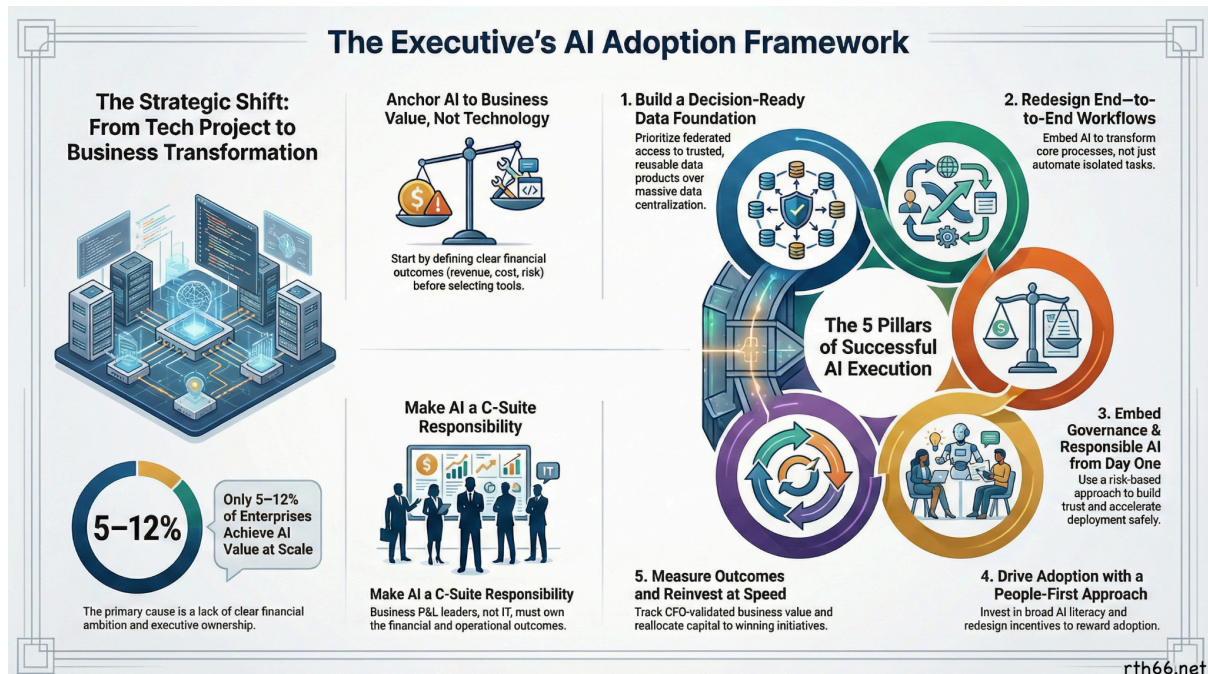 The Executive's AI Adoption Framework
The Strategic Shift:
From Tech Project to
Business Transformation
5–12%
Only 5–12%
of Enterprises
Achieve AI
Value at Scale
The primary cause is a lack of clear financial
ambition and executive ownership.
Anchor AI to Business
Value, Not Technology
$
</>
Start by defining clear financial
outcomes (revenue, cost, risk)
before selecting tools.
Make AI a C-Suite
Responsibility
$
IT
Make AI a C-Suite Responsibility
Business P&L leaders, not IT, must own
the financial and operational outcomes.
1. Build a Decision-Ready
Data Foundation
Prioritize federated
access to trusted,
reusable data
products over
massive data
centralization.
2. Redesign End—to-
to-End Workflows
Embed AI to transform
core processes, not just
automate isolated tasks.
The 5 Pillars
of Successful
AI Execution
$
3. Embed
Governance &
Responsible AI
from Day One
Use a risk-based
approach to build
trust and accelerate
deployment safely.
4. Drive Adoption with a
People-First Approach
Invest in broad AI literacy and
redesign incentives to reward adoption.
5. Measure Outcomes
and Reinvest at Speed
Track CFO-validated business value and
reallocate capital to winning initiatives.
rth66.net